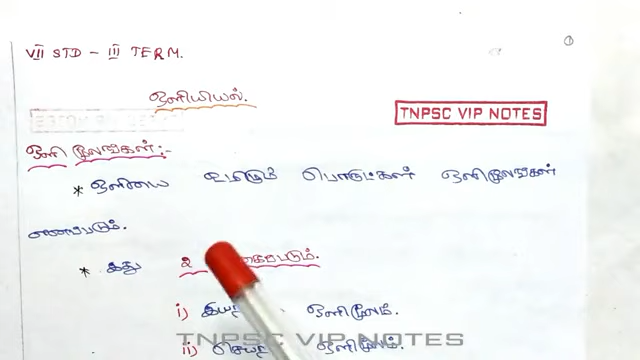 VII STD – III TERM.
①
ஒளியியல்.
TNPSC VIP NOTES
ஒளி மூலங்கள் :-
* ஒளியை உமிழும் பொருட்கள் ஒளிமூலங்கள்
எனப்படும்.
* இது 2 வகைப்படும்.
i) ஒளிமூலம்.
ii) ஒளிமூலம்.
TNPSC VIP NOTES